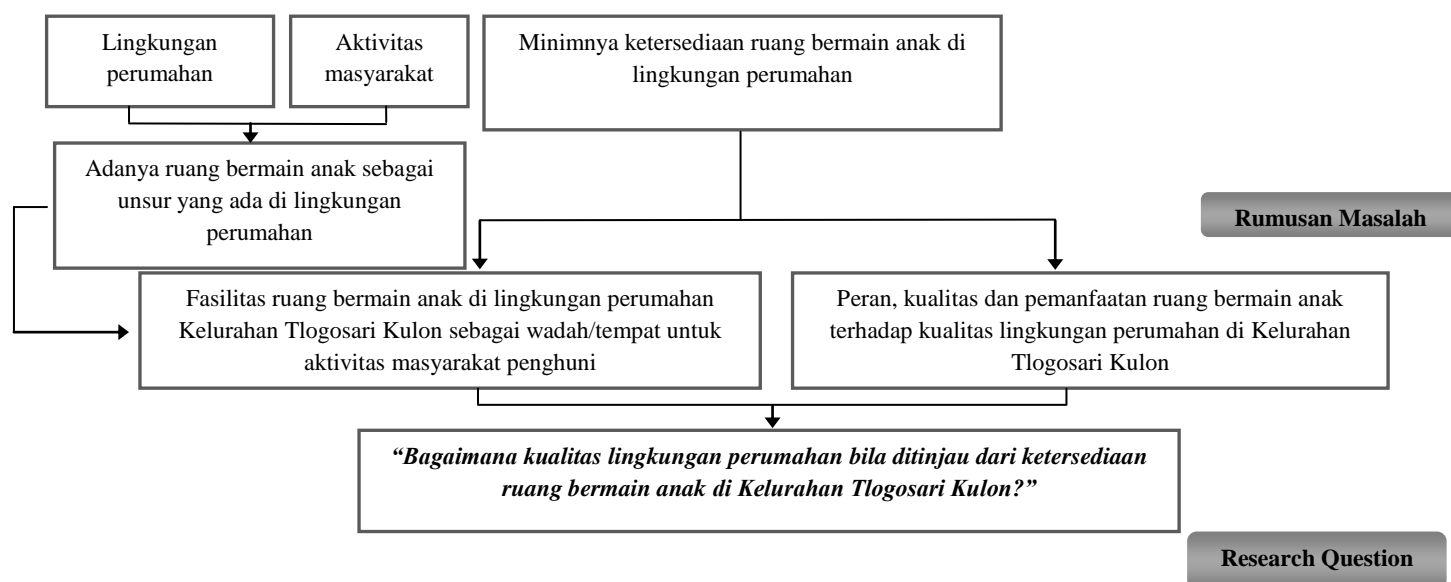 Lingkungan
perumahan
Aktivitas
masyarakat
Minimnya ketersediaan ruang bermain anak di
lingkungan perumahan
Adanya ruang bermain anak sebagai
unsur yang ada di lingkungan
perumahan
Rumusan Masalah
Fasilitas ruang bermain anak di lingkungan perumahan
Kelurahan Tlogosari Kulon sebagai wadah/tempat untuk
aktivitas masyarakat penghuni
Peran, kualitas dan pemanfaatan ruang bermain anak
terhadap kualitas lingkungan perumahan di Kelurahan
Tlogosari Kulon
“Bagaimana kualitas lingkungan perumahan bila ditinjau dari ketersediaan
ruang bermain anak di Kelurahan Tlogosari Kulon?”
Research Question